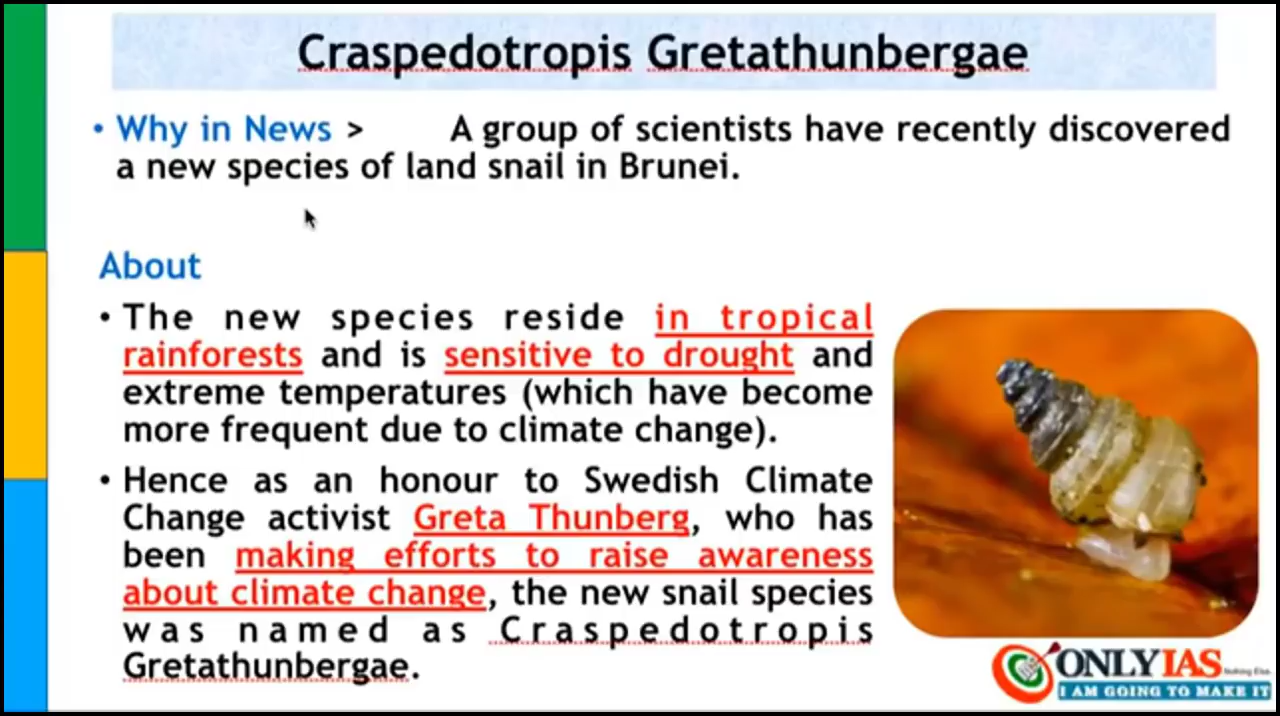 Craspedotropis Gretathunbergae
• Why in News > A group of scientists have recently discovered
a new species of land snail in Brunei.
About
• The new species reside in tropical
rainforests and is sensitive to drought and
extreme temperatures (which have become
more frequent due to climate change).
• Hence as an honour to Swedish Climate
Change activist Greta Thunberg, who has
been making efforts to raise awareness
about climate change, the new snail species
was named as Craspedotropis
Gretathunbergae.
ONLYIAS Nothing Else.
I AM GOING TO MAKE IT